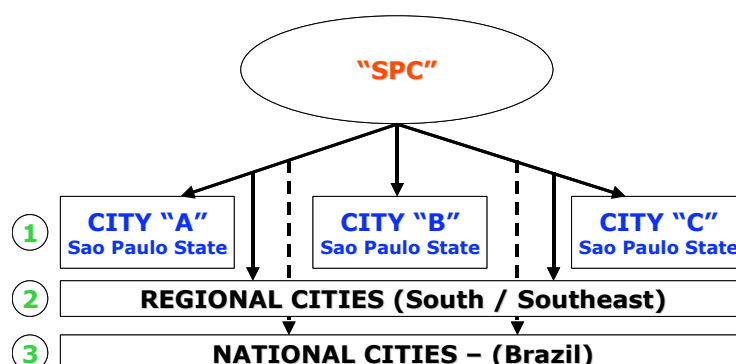 “SPC”
CITY “A”
Sao Paulo State
CITY “B”
Sao Paulo State
CITY “C”
Sao Paulo State
1
2
REGIONAL CITIES (South / Southeast)
3
NATIONAL CITIES – (Brazil)